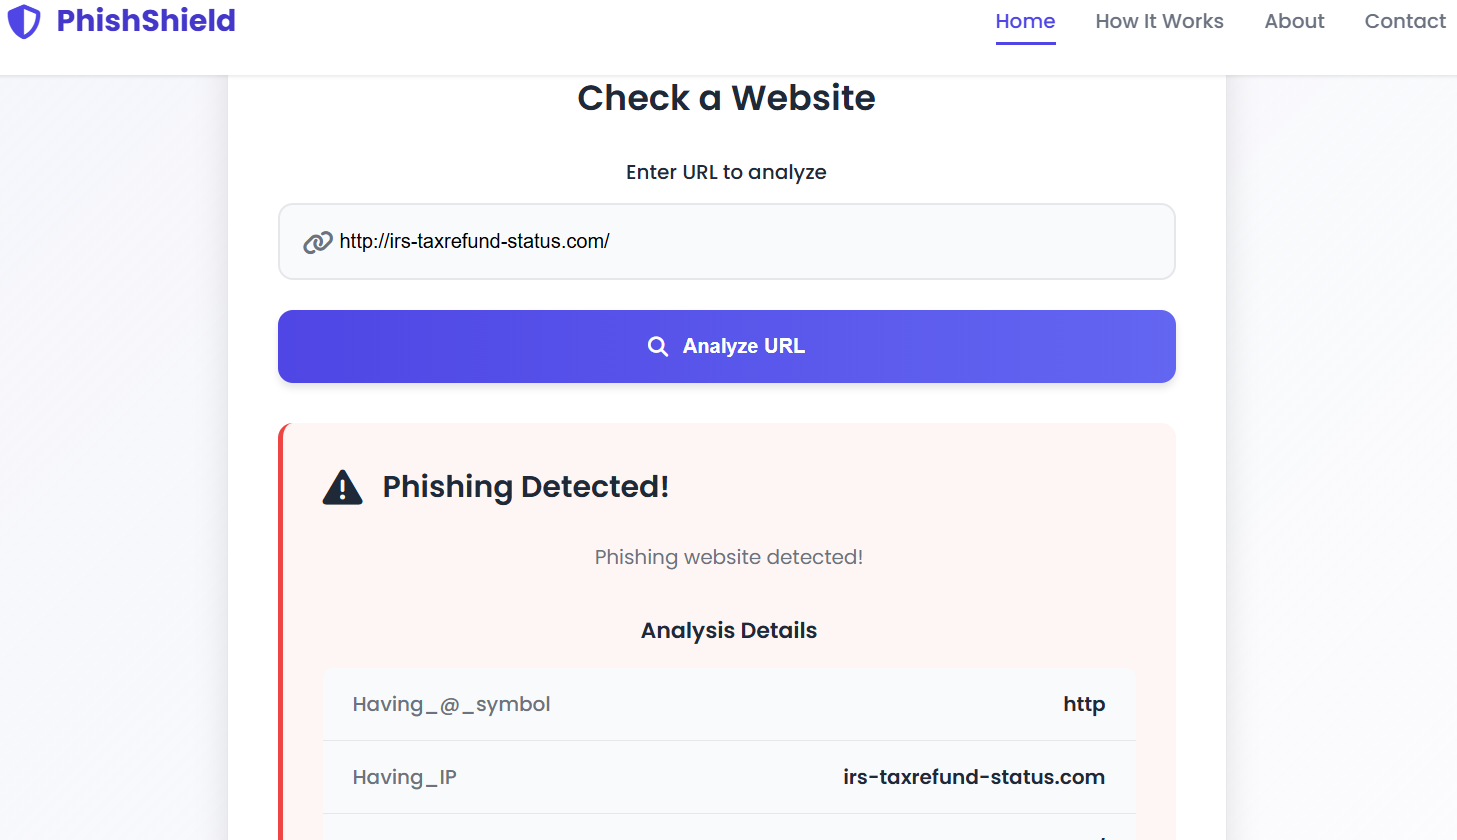 PhishShield
Home How It Works About Contact
Check a Website
Enter URL to analyze
http://irs-taxrefund-status.com/
Analyze URL
Phishing Detected!
Phishing website detected!
Analysis Details
Having_@_symbol http
Having_IP irs-taxrefund-status.com